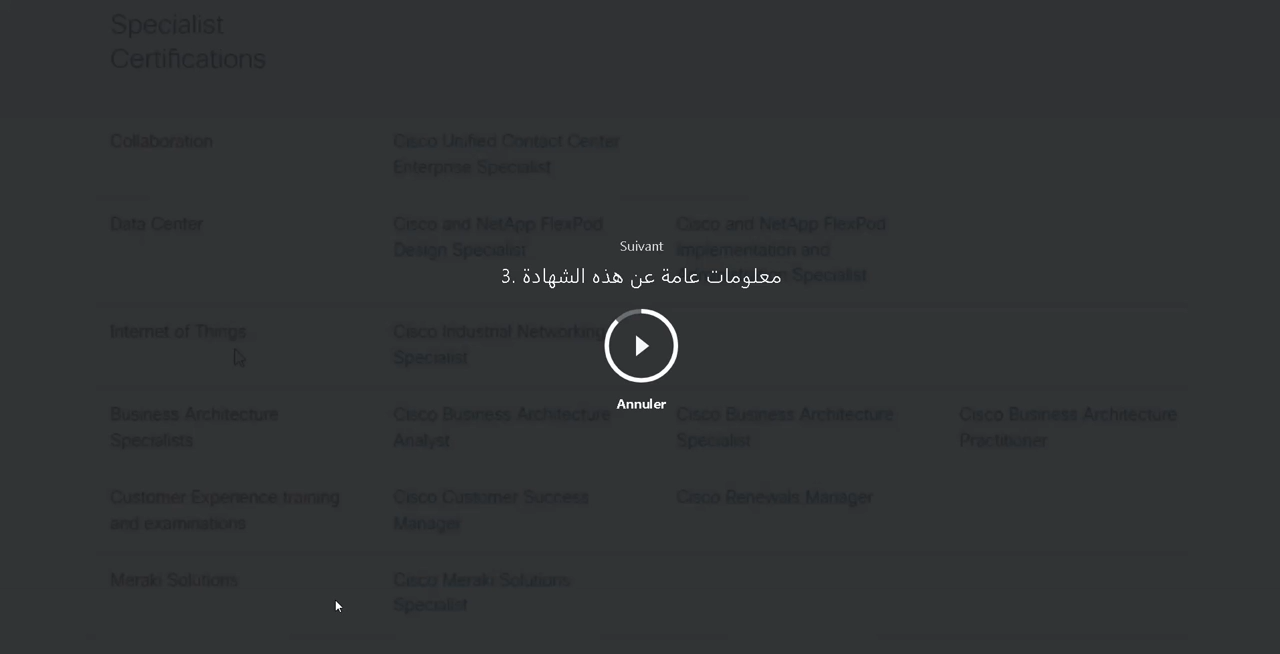 Specialist
Certifications
Collaboration
Cisco Unified Contact Center
Enterprise Specialist
Data Center
Cisco and NetApp FlexPod
Design Specialist
Cisco and NetApp FlexPod
Implementation and
Specialist
Suivant
3. معلومات عامة عن هذه الشهادة
Internet of Things
Cisco Industrial Networking
Specialist
Annuler
Business Architecture
Specialists
Cisco Business Architecture
Analyst
Cisco Business Architecture
Specialist
Cisco Business Architecture
Practitioner
Customer Experience training
and examinations
Cisco Customer Success
Manager
Cisco Renewals Manager
Meraki Solutions
Cisco Meraki Solutions
Specialist